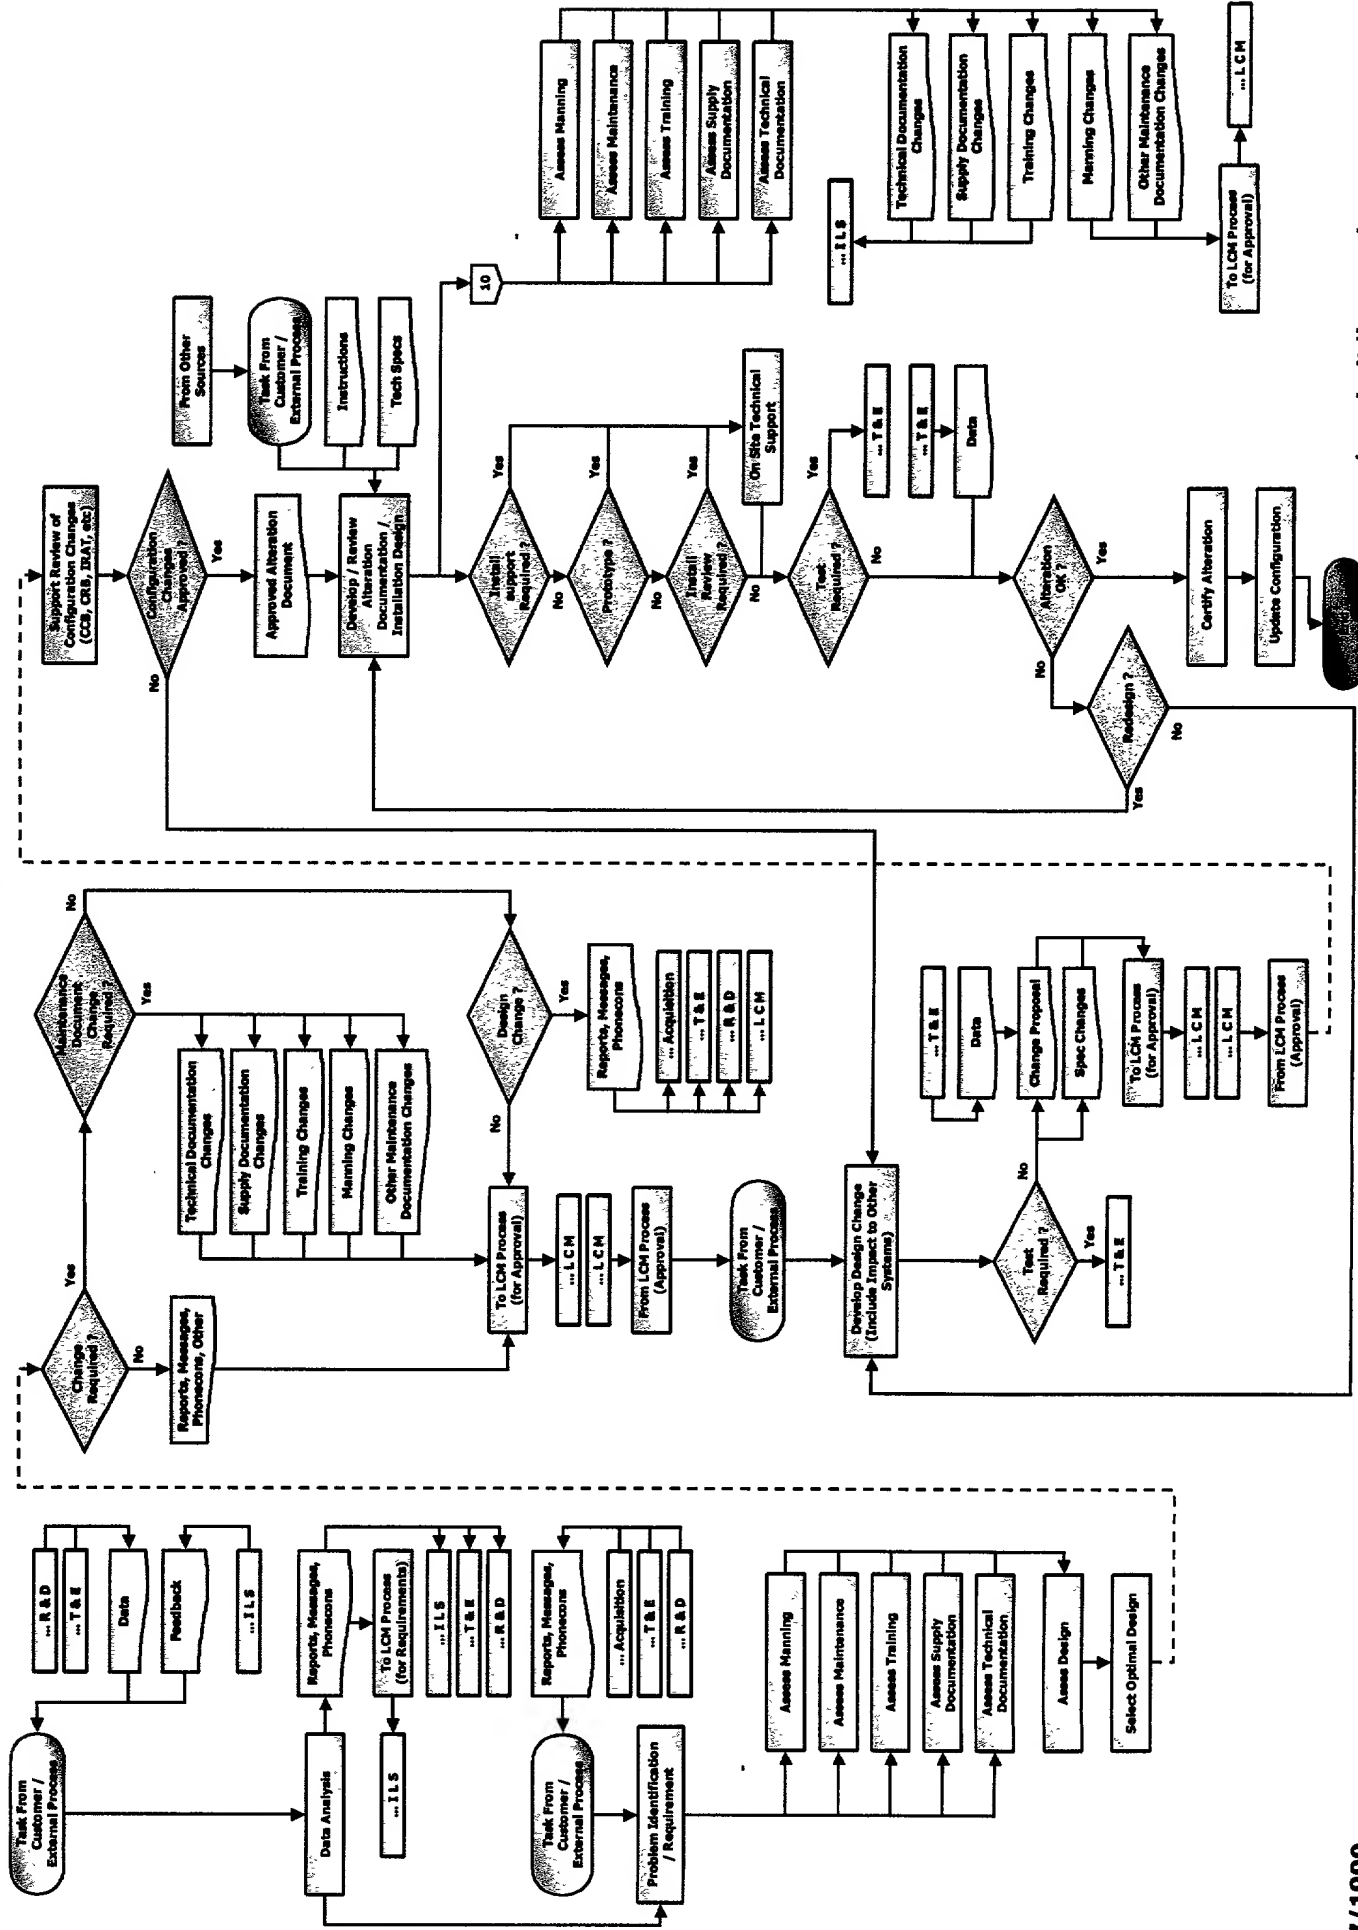 Task From
Customer /
External Process
... R & D
... T & E
Data
Feedback
... I L S
Data Analysis
Reports, Messages,
Phonecons
To LCM Process
(for Requirements)
... I L S
... I L S
... T & E
... R & D
Task From
Customer /
External Process
Reports, Messages,
Phonecons
... Acquisition
... T & E
... R & D
Problem Identification
/ Requirement
Assess Manning
Assess Maintenance
Assess Training
Assess Supply
Documentation
Assess Technical
Documentation
Asses Design
Select Optimal Design
Change
Required ?
Yes
No
Reports, Messages,
Phonecons, Other
Maintenance
Document
Change
Required ?
No
Yes
Technical Documentation
Changes
Supply Documentation
Changes
Training Changes
Manning Changes
Other Maintenance
Documentation Changes
Design
Change ?
No
Yes
Reports, Messages,
Phonecons
... Acquisition
... T & E
... R & D
... L C M
To LCM Process
(for Approval)
... L C M
... L C M
From LCM Process
(Approval)
Task From
Customer /
External Process
Develop Design Change
(Include Impact to Other
Systems)
Test
Required ?
No
Yes
... T & E
... T & E
Data
Change Proposal
Spec Changes
To LCM Process
(for Approval)
... L C M
... L C M
From LCM Process
(Approval)
Support Review of
Configuration Changes
(CCB, CRB, IRAT, etc)
Configuration
Changes
Approved ?
No
Yes
From Other
Sources
Task From
Customer /
External Process
Instructions
Tech Specs
Approved Alteration
Document
Develop / Review
Alteration
Documentation /
Installation Design
Install
support
Required ?
Yes
No
Prototype ?
Yes
No
Install
Review
Required ?
Yes
No
On Site Technical
Support
Test
Required ?
Yes
No
... T & E
... T & E
Data
Alteration
OK ?
No
Yes
Redesign ?
Yes
No
Certify Alteration
Update Configuration
10
Assess Manning
Assess Maintenance
Assess Training
Assess Supply
Documentation
Assess Technical
Documentation
... I L S
Technical Documentation
Changes
Supply Documentation
Changes
Training Changes
Manning Changes
Other Maintanance
Documentation Changes
To LCM Process
(for Approval)
... L C M
/1999